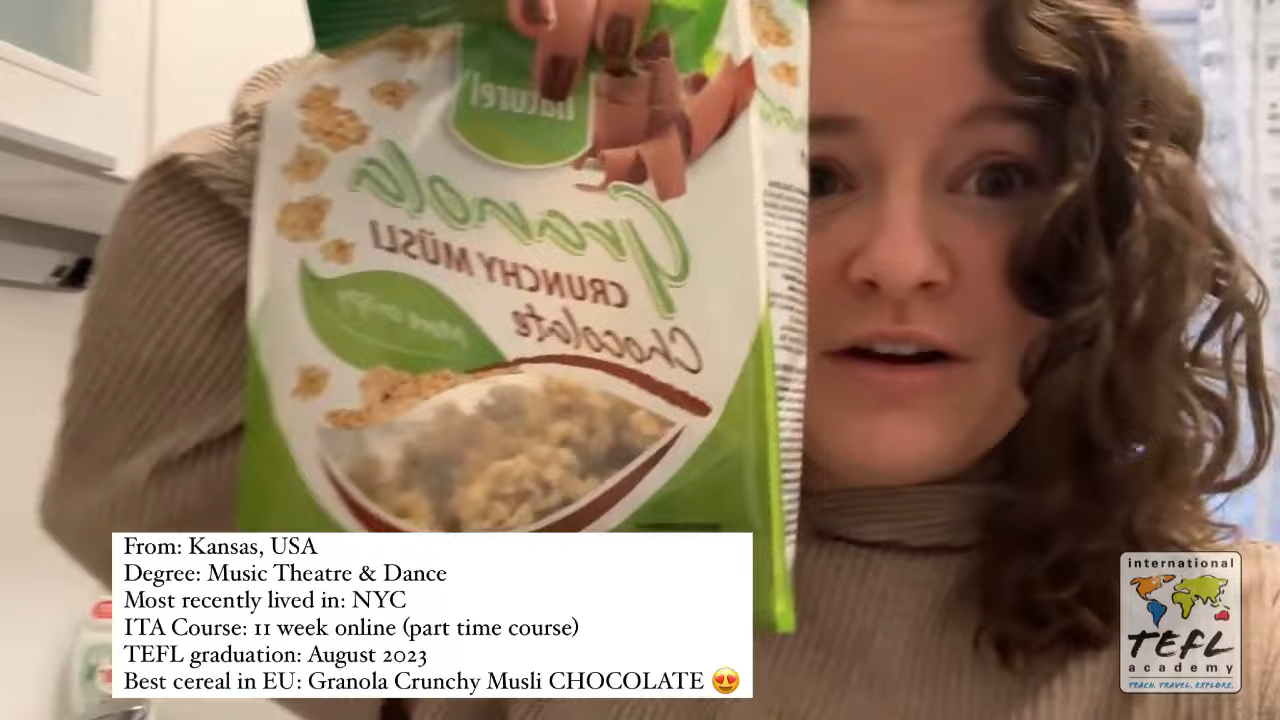 naturel
Granola
CRUNCHY MÜSLI
Chocolate
From: Kansas, USA
Degree: Music Theatre & Dance
Most recently lived in: NYC
ITA Course: 11 week online (part time course)
TEFL graduation: August 2023
Best cereal in EU: Granola Crunchy Musli CHOCOLATE 😍
international
TEFL
academy
TEACH. TRAVEL. EXPLORE.